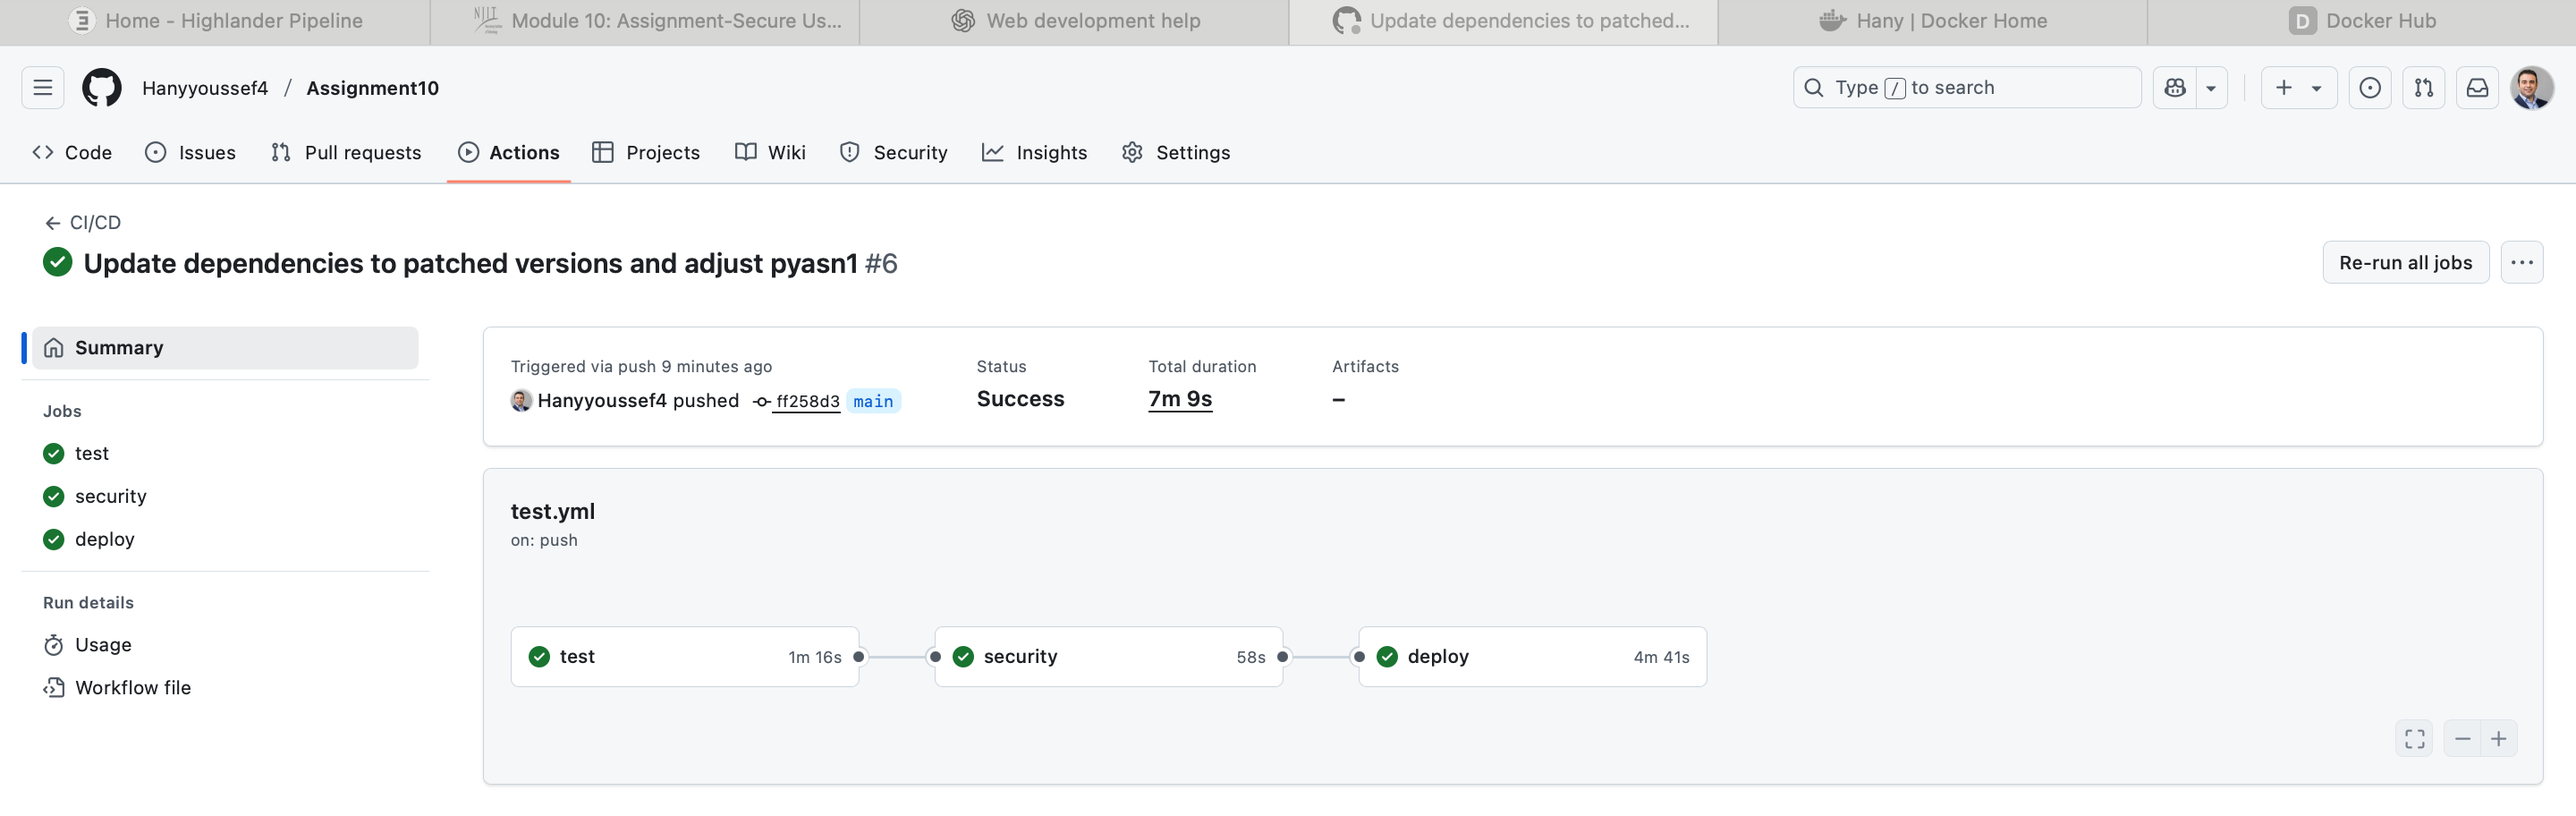 Home - Highlander Pipeline
Module 10: Assignment-Secure Us...
Web development help
Update dependencies to patched...
Hany | Docker Home
D Docker Hub
Hanyyoussef4 / Assignment10
Type / to search
Code
Issues
Pull requests
Actions
Projects
Wiki
Security
Insights
Settings
← CI/CD
Update dependencies to patched versions and adjust pyasn1 #6
Re-run all jobs
Summary
Jobs
test
security
deploy
Run details
Usage
Workflow file
Triggered via push 9 minutes ago
Hanyyoussef4 pushed ff258d3 main
Status
Success
Total duration
7m 9s
Artifacts
–
test.yml
on: push
test 1m 16s
security 58s
deploy 4m 41s